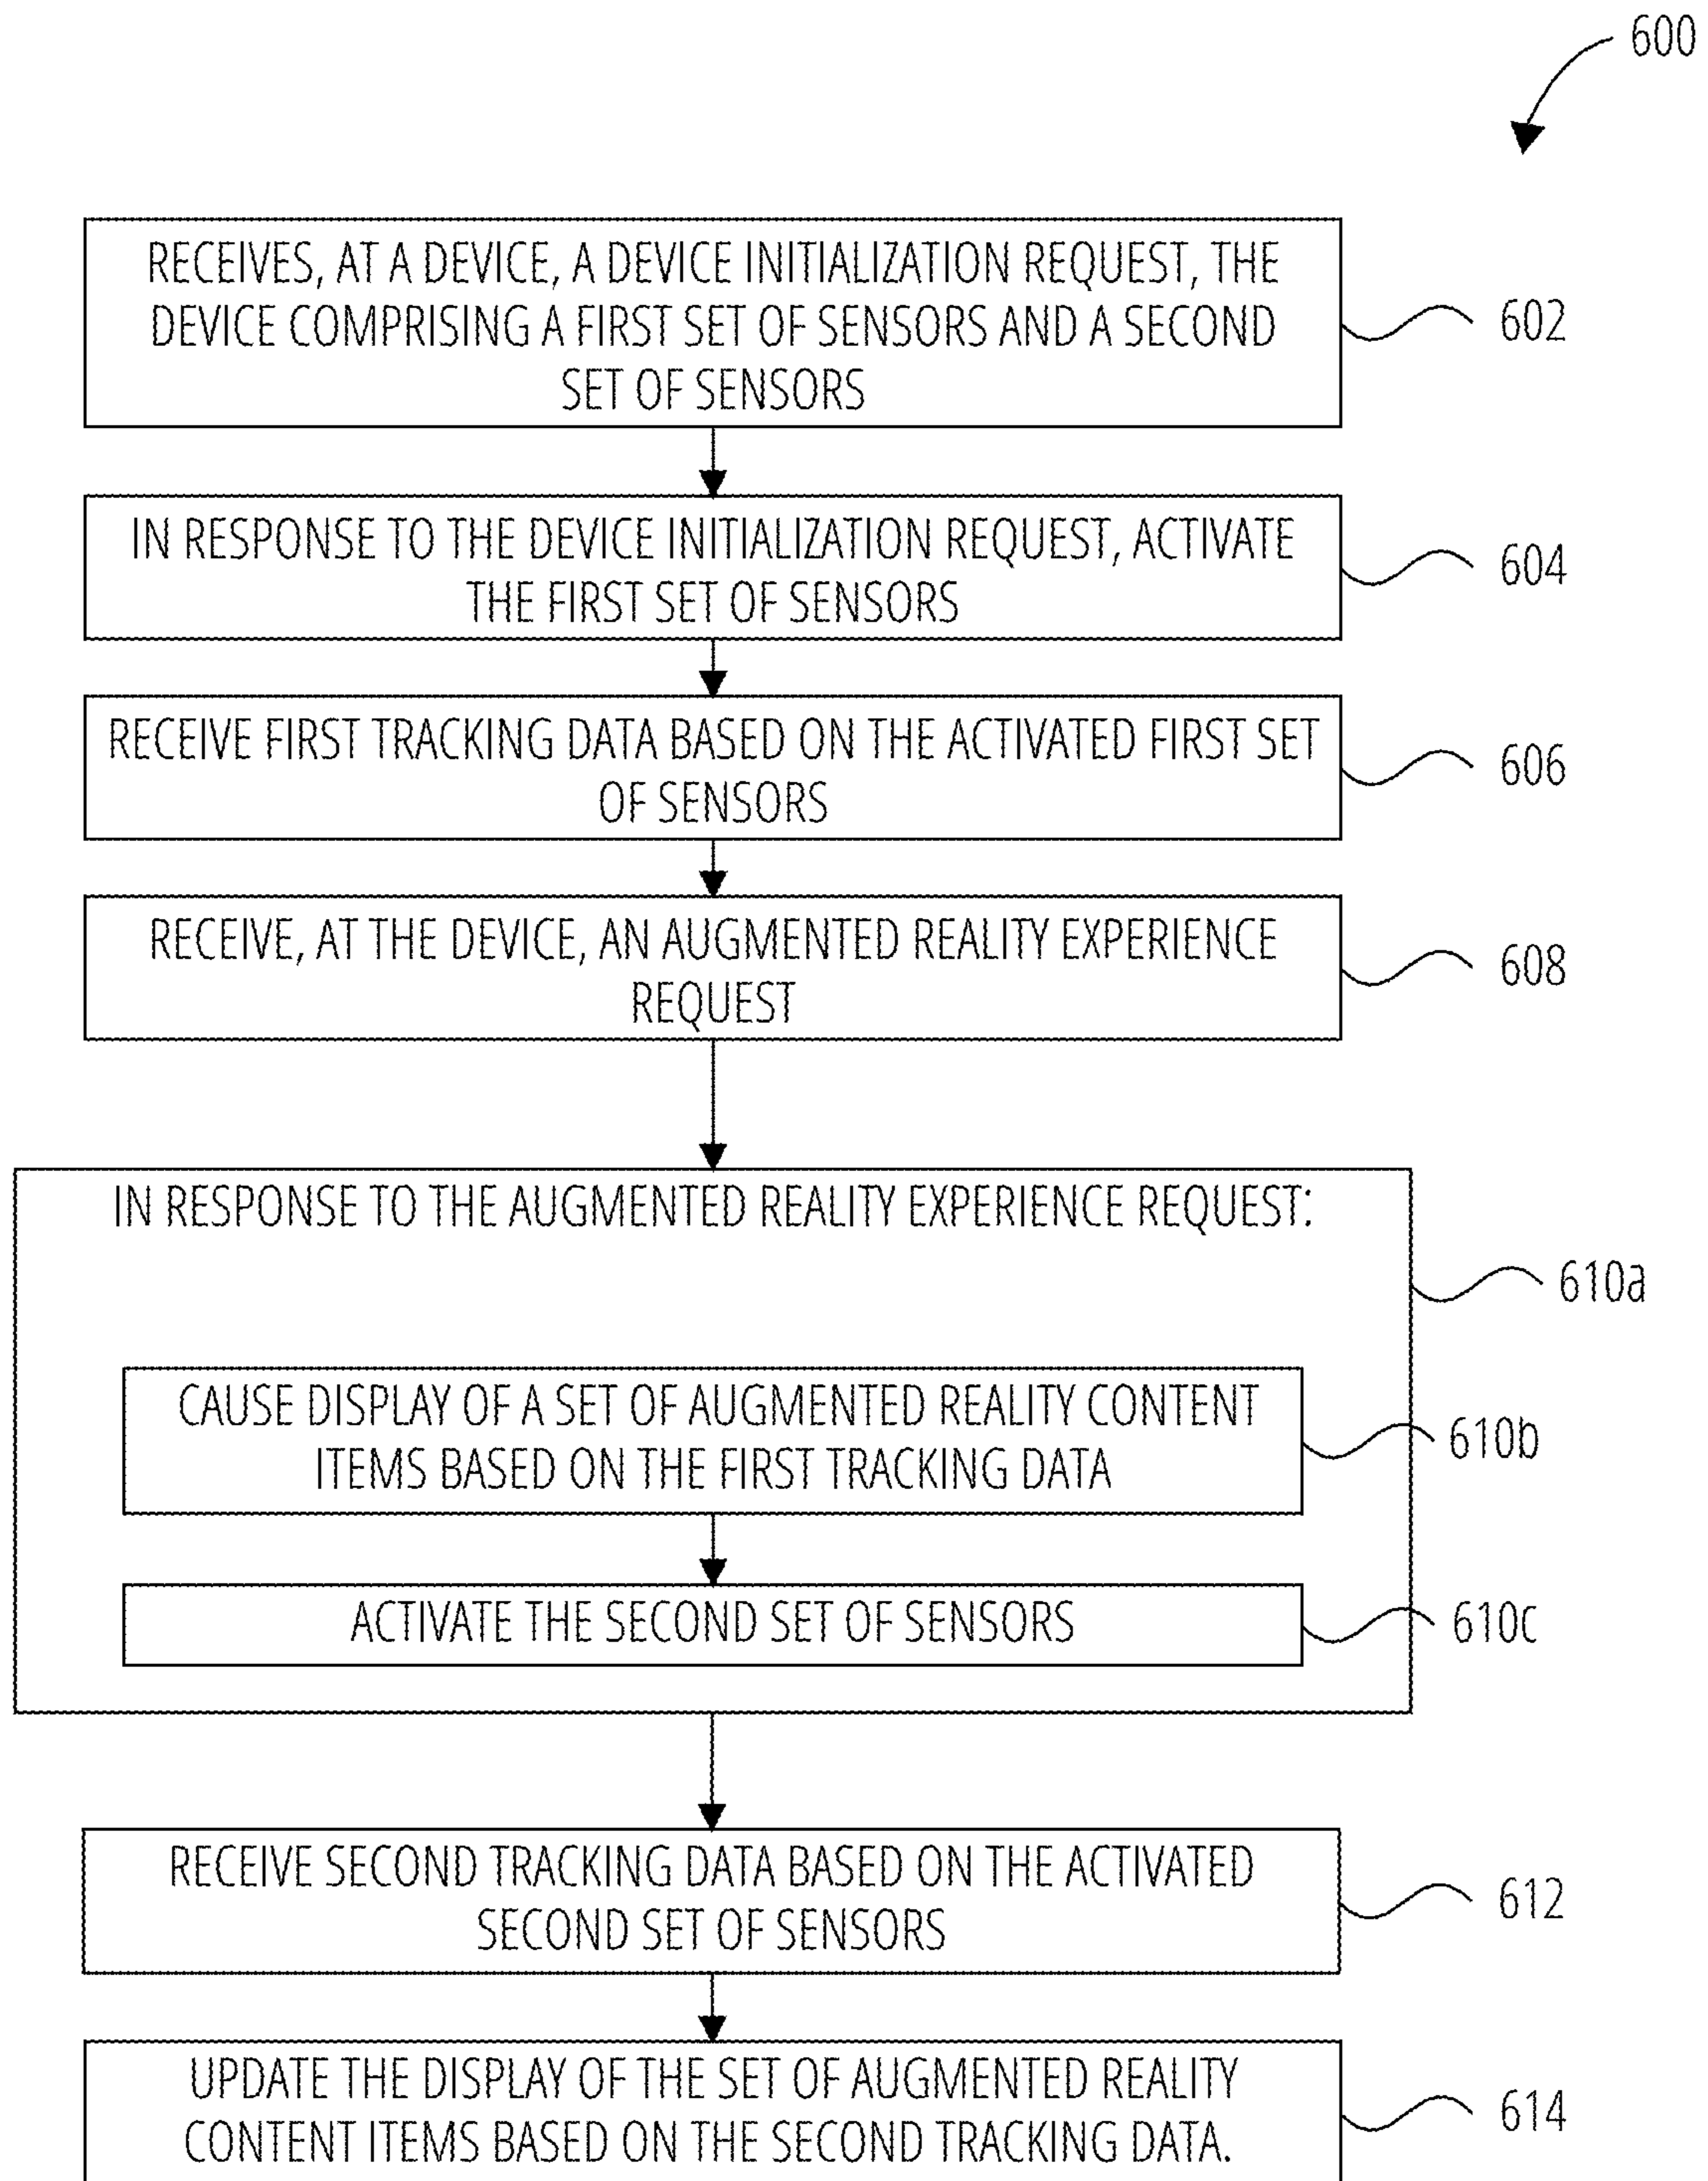 600
RECEIVES, AT A DEVICE, A DEVICE INITIALIZATION REQUEST, THE
DEVICE COMPRISING A FIRST SET OF SENSORS AND A SECOND
SET OF SENSORS
602
IN RESPONSE TO THE DEVICE INITIALIZATION REQUEST, ACTIVATE
THE FIRST SET OF SENSORS
604
RECEIVE FIRST TRACKING DATA BASED ON THE ACTIVATED FIRST SET
OF SENSORS
606
RECEIVE, AT THE DEVICE, AN AUGMENTED REALITY EXPERIENCE
REQUEST
608
IN RESPONSE TO THE AUGMENTED REALITY EXPERIENCE REQUEST:
610a
CAUSE DISPLAY OF A SET OF AUGMENTED REALITY CONTENT
ITEMS BASED ON THE FIRST TRACKING DATA
610b
ACTIVATE THE SECOND SET OF SENSORS
610c
RECEIVE SECOND TRACKING DATA BASED ON THE ACTIVATED
SECOND SET OF SENSORS
612
UPDATE THE DISPLAY OF THE SET OF AUGMENTED REALITY
CONTENT ITEMS BASED ON THE SECOND TRACKING DATA.
614